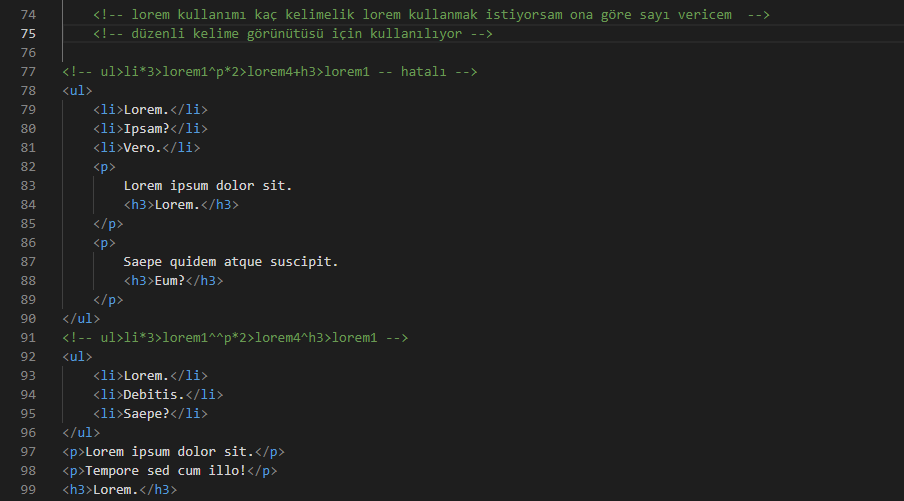 74 <!-- lorem kullanımı kaç kelimelik lorem kullanmak istiyorsam ona göre sayı vericem  -->
75 <!-- düzenli kelime görünütüsü için kullanılıyor -->
76
77 <!-- ul>li*3>lorem1^p*2>lorem4+h3>lorem1 -- hatalı -->
78 <ul>
79 <li>Lorem.</li>
80 <li>Ipsam?</li>
81 <li>Vero.</li>
82 <p>
83 Lorem ipsum dolor sit.
84 <h3>Lorem.</h3>
85 </p>
86 <p>
87 Saepe quidem atque suscipit.
88 <h3>Eum?</h3>
89 </p>
90 </ul>
91 <!-- ul>li*3>lorem1^^p*2>lorem4^h3>lorem1 -->
92 <ul>
93 <li>Lorem.</li>
94 <li>Debitis.</li>
95 <li>Saepe?</li>
96 </ul>
97 <p>Lorem ipsum dolor sit.</p>
98 <p>Tempore sed cum illo!</p>
99 <h3>Lorem.</h3>